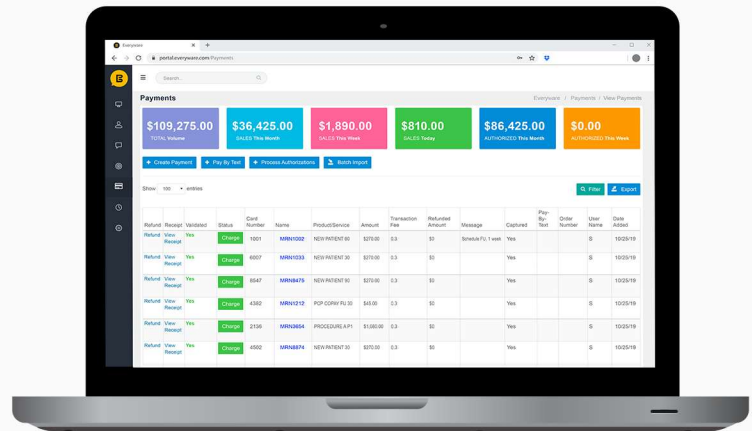 Everyware
portal.everyware.com/Payments
Search...
Payments
Everyware / Payments / View Payments
$109,275.00
TOTAL Volume
$36,425.00
SALES This Month
$1,890.00
SALES This Week
$810.00
SALES Today
$86,425.00
AUTHORIZED This Month
$0.00
AUTHORIZED This Week
+ Create Payment + Pay By Text + Process Authorizations Batch Import
Show 100 entries Filter Export
Refund Receipt Validated Status Card Number Name Product/Service Amount Transaction Fee Refunded Amount Message Captured Pay-By-Text Order Number User Name Date Added
Refund View Receipt Yes Charge 1001 MRN1002 NEW PATIENT 60 $270.00 0.3 $0 Schedule FU, 1 week Yes S 10/25/19
Refund View Receipt Yes Charge 6007 MRN1033 NEW PATIENT 30 $270.00 0.3 $0 Yes S 10/25/19
Refund View Receipt Yes Charge 6547 MRN9475 NEW PATIENT 60 $270.00 0.3 $0 Yes S 10/25/19
Refund View Receipt Yes Charge 4382 MRN1212 POP COPAY FU 30 $45.00 0.3 $0 Yes S 10/25/19
Refund View Receipt Yes Charge 2136 MRN3654 PROCEDURE A P1 $1,080.00 0.3 $0 Yes S 10/25/19
Refund View Receipt Yes Charge 4592 MRN8874 NEW PATIENT 30 $270.00 0.3 $0 Yes S 10/25/19